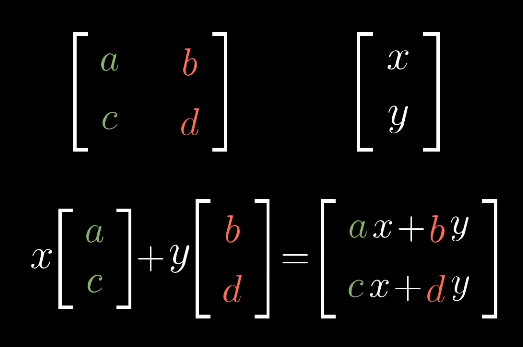 [a b] [x]
[c d] [y]
x[a] + y[b] = [ax+by]
[c] [d] [cx+dy]